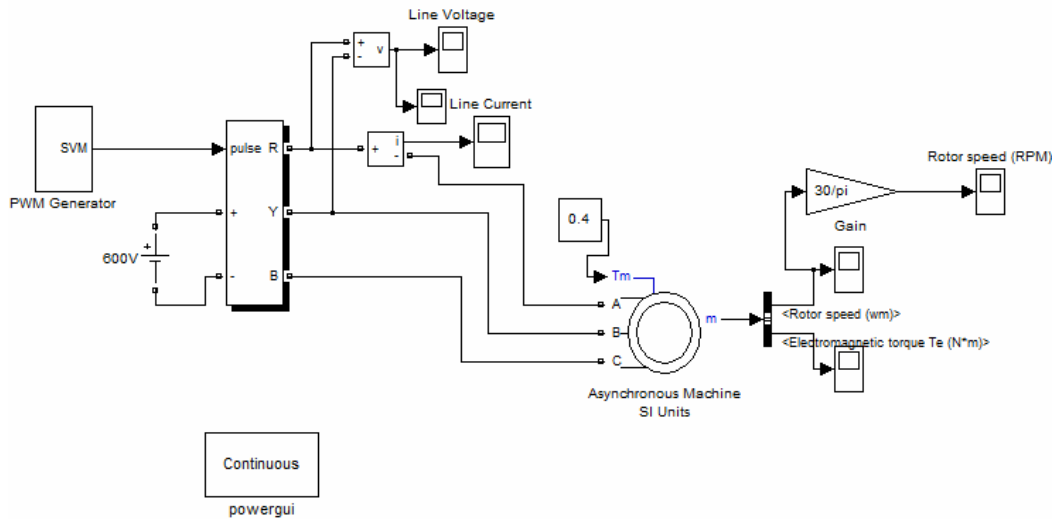 Line Voltage
+
-
v
Line Current
SVM
PWM Generator
pulse
R
+
i
-
Rotor speed (RPM)
30/pi
Gain
+
Y
+
600V
-
B
0.4
Tm
A
B
C
m
<Rotor speed (wm)>
<Electromagnetic torque Te (N*m)>
Asynchronous Machine
SI Units
Continuous
powergui